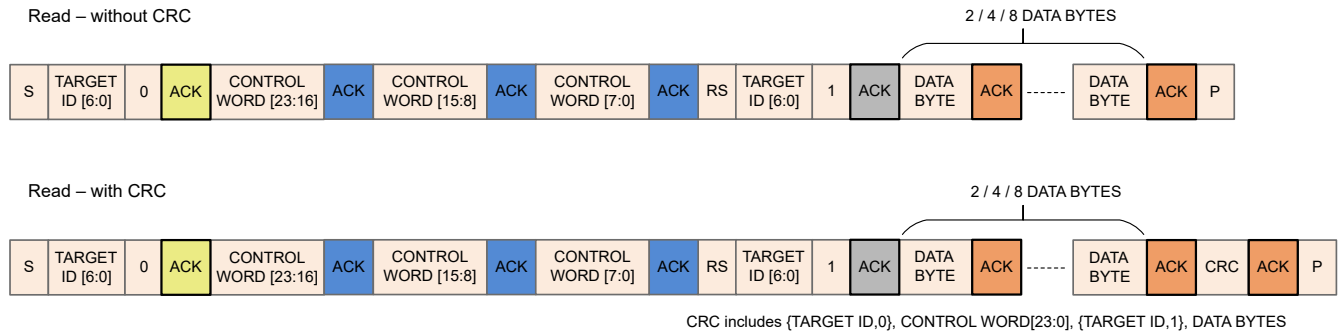 Read – without CRC
2 / 4 / 8 DATA BYTES
S TARGET ID [6:0] 0 ACK CONTROL WORD [23:16] ACK CONTROL WORD [15:8] ACK CONTROL WORD [7:0] ACK RS TARGET ID [6:0] 1 ACK DATA BYTE ACK ------ DATA BYTE ACK P
Read – with CRC
2 / 4 / 8 DATA BYTES
S TARGET ID [6:0] 0 ACK CONTROL WORD [23:16] ACK CONTROL WORD [15:8] ACK CONTROL WORD [7:0] ACK RS TARGET ID [6:0] 1 ACK DATA BYTE ACK ------ DATA BYTE ACK CRC ACK P
CRC includes {TARGET ID,0}, CONTROL WORD[23:0], {TARGET ID,1}, DATA BYTES